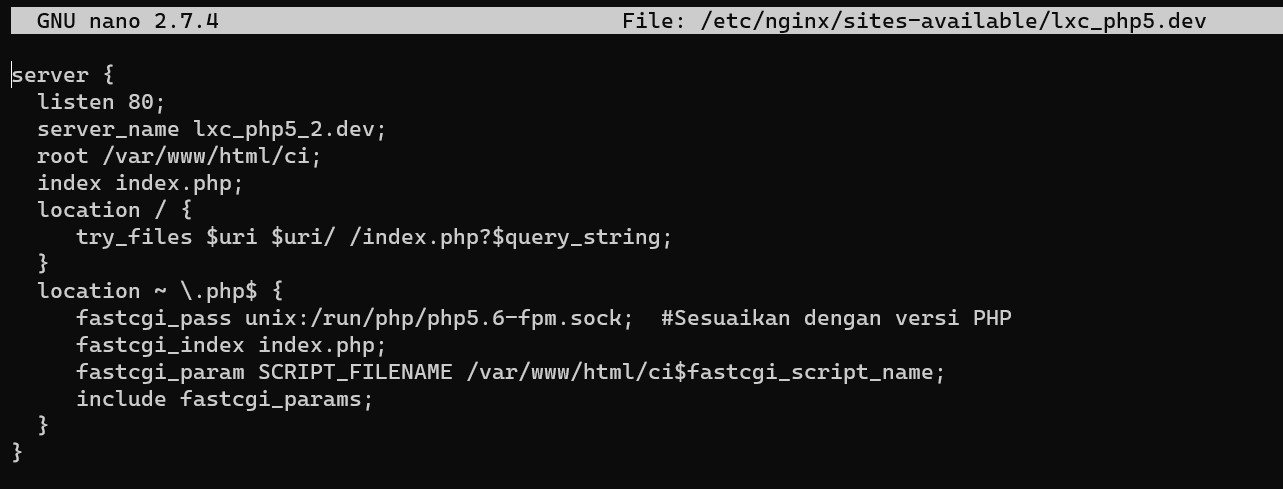 GNU nano 2.7.4 File: /etc/nginx/sites-available/lxc_php5.dev
server {
  listen 80;
  server_name lxc_php5_2.dev;
  root /var/www/html/ci;
  index index.php;
  location / {
     try_files $uri $uri/ /index.php?$query_string;
  }
  location ~ \.php$ {
     fastcgi_pass unix:/run/php/php5.6-fpm.sock;  #Sesuaikan dengan versi PHP
     fastcgi_index index.php;
     fastcgi_param SCRIPT_FILENAME /var/www/html/ci$fastcgi_script_name;
     include fastcgi_params;
  }
}